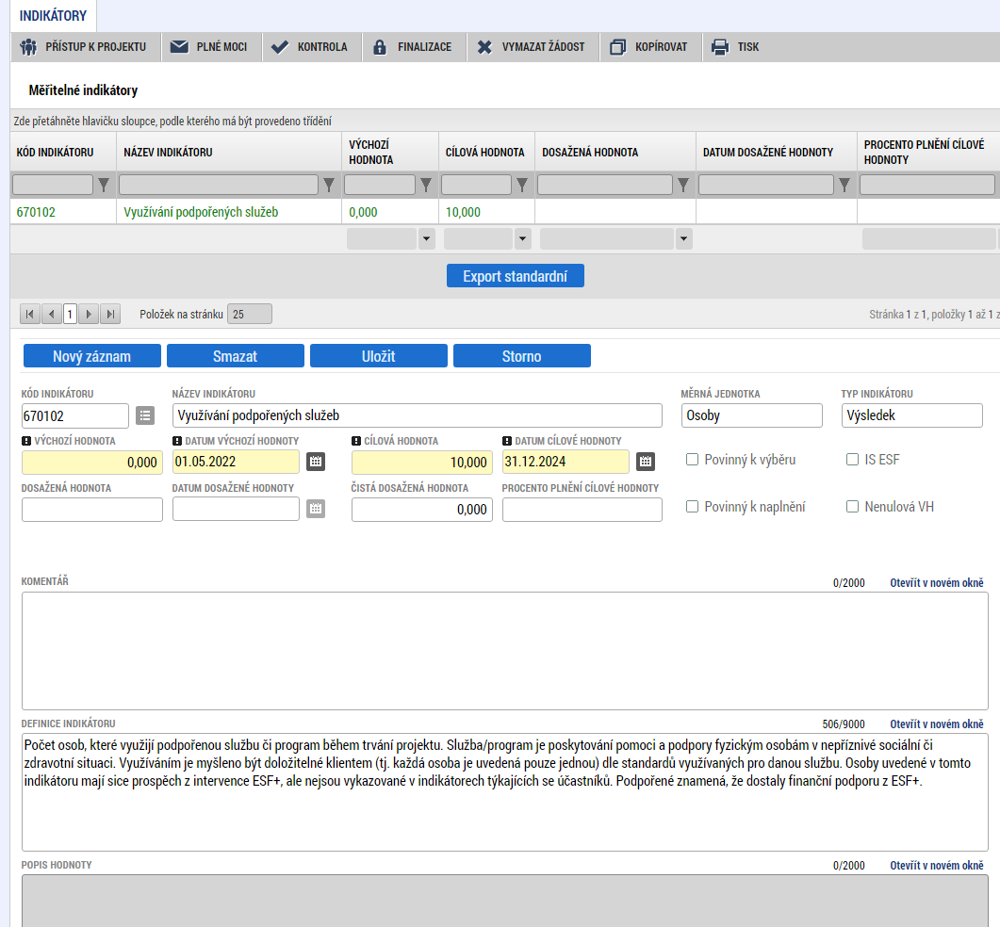 INDIKÁTORY
PŘÍSTUP K PROJEKTU PLNÉ MOCI KONTROLA FINALIZACE VYMAZAT ŽÁDOST KOPÍROVAT TISK
Měřitelné indikátory
Zde přetáhněte hlavičku sloupce, podle kterého má být provedeno třídění
KÓD INDIKÁTORU NÁZEV INDIKÁTORU VÝCHOZÍ HODNOTA CÍLOVÁ HODNOTA DOSAŽENÁ HODNOTA DATUM DOSAŽENÉ HODNOTY PROCENTO PLNĚNÍ CÍLOVÉ HODNOTY
670102 Využívání podpořených služeb 0,000 10,000
Export standardní
1 Položek na stránku 25 Stránka 1 z 1, položky 1 až 1 z
Nový záznam Smazat Uložit Storno
KÓD INDIKÁTORU NÁZEV INDIKÁTORU MĚRNÁ JEDNOTKA TYP INDIKÁTORU
670102 Využívání podpořených služeb Osoby Výsledek
VÝCHOZÍ HODNOTA DATUM VÝCHOZÍ HODNOTY CÍLOVÁ HODNOTA DATUM CÍLOVÉ HODNOTY
0,000 01.05.2022 10,000 31.12.2024 Povinný k výběru IS ESF
DOSAŽENÁ HODNOTA DATUM DOSAŽENÉ HODNOTY ČISTÁ DOSAŽENÁ HODNOTA PROCENTO PLNĚNÍ CÍLOVÉ HODNOTY
0,000 Povinný k naplnění Nenulová VH
KOMENTÁŘ 0/2000 Otevřít v novém okně
DEFINICE INDIKÁTORU 506/9000 Otevřít v novém okně
Počet osob, které využijí podpořenou službu či program během trvání projektu. Služba/program je poskytování pomoci a podpory fyzickým osobám v nepříznivé sociální či
zdravotní situaci. Využíváním je myšleno být doložitelné klientem (tj. každá osoba je uvedená pouze jednou) dle standardů využívaných pro danou službu. Osoby uvedené v tomto
indikátoru mají sice prospěch z intervence ESF+, ale nejsou vykazované v indikátorech týkajících se účastníků. Podpořené znamená, že dostaly finanční podporu z ESF+.
POPIS HODNOTY 0/2000 Otevřít v novém okně